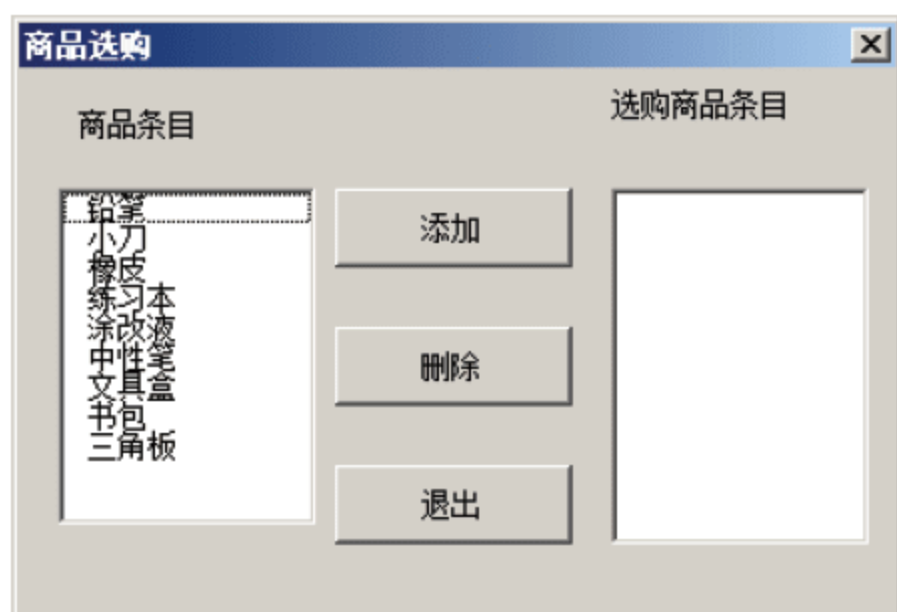 商品选购
商品条目
选购商品条目
铅笔
小刀
橡皮
练习本
涂改液
中性笔
文具盒
书包
三角板
添加
删除
退出